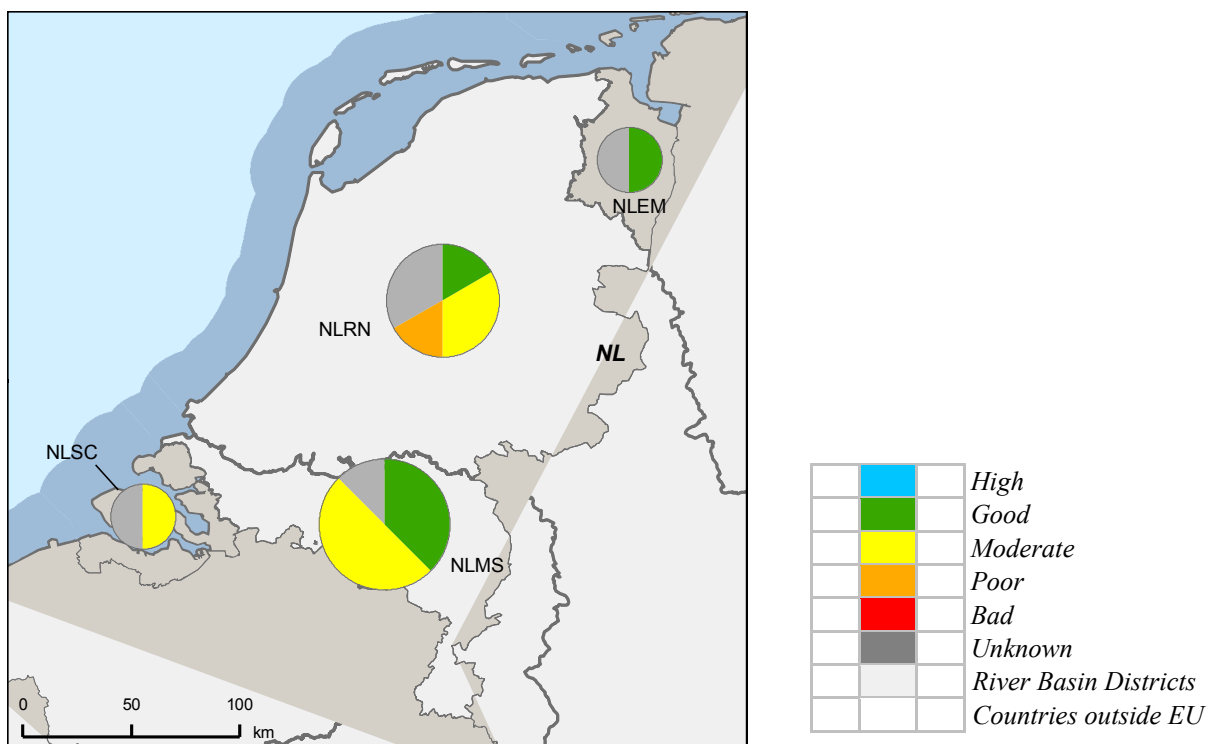 NLEM
NLRN
NL
NLSC
NLMS
0 50 100
km
High
Good
Moderate
Poor
Bad
Unknown
River Basin Districts
Countries outside EU